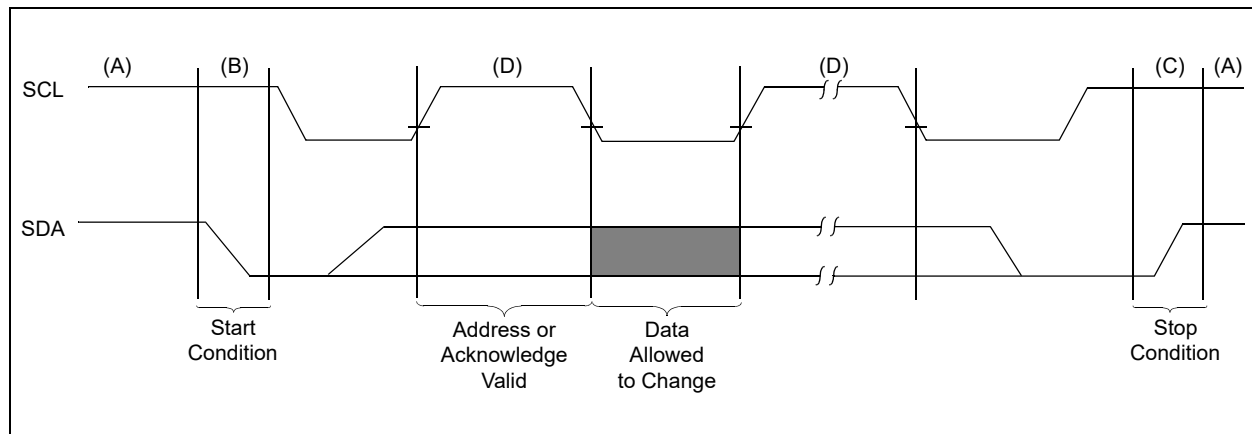 (A) (B) (D) (D) (C) (A)
SCL
SDA
Start
Condition
Address or
Acknowledge
Valid
Data
Allowed
to Change
Stop
Condition